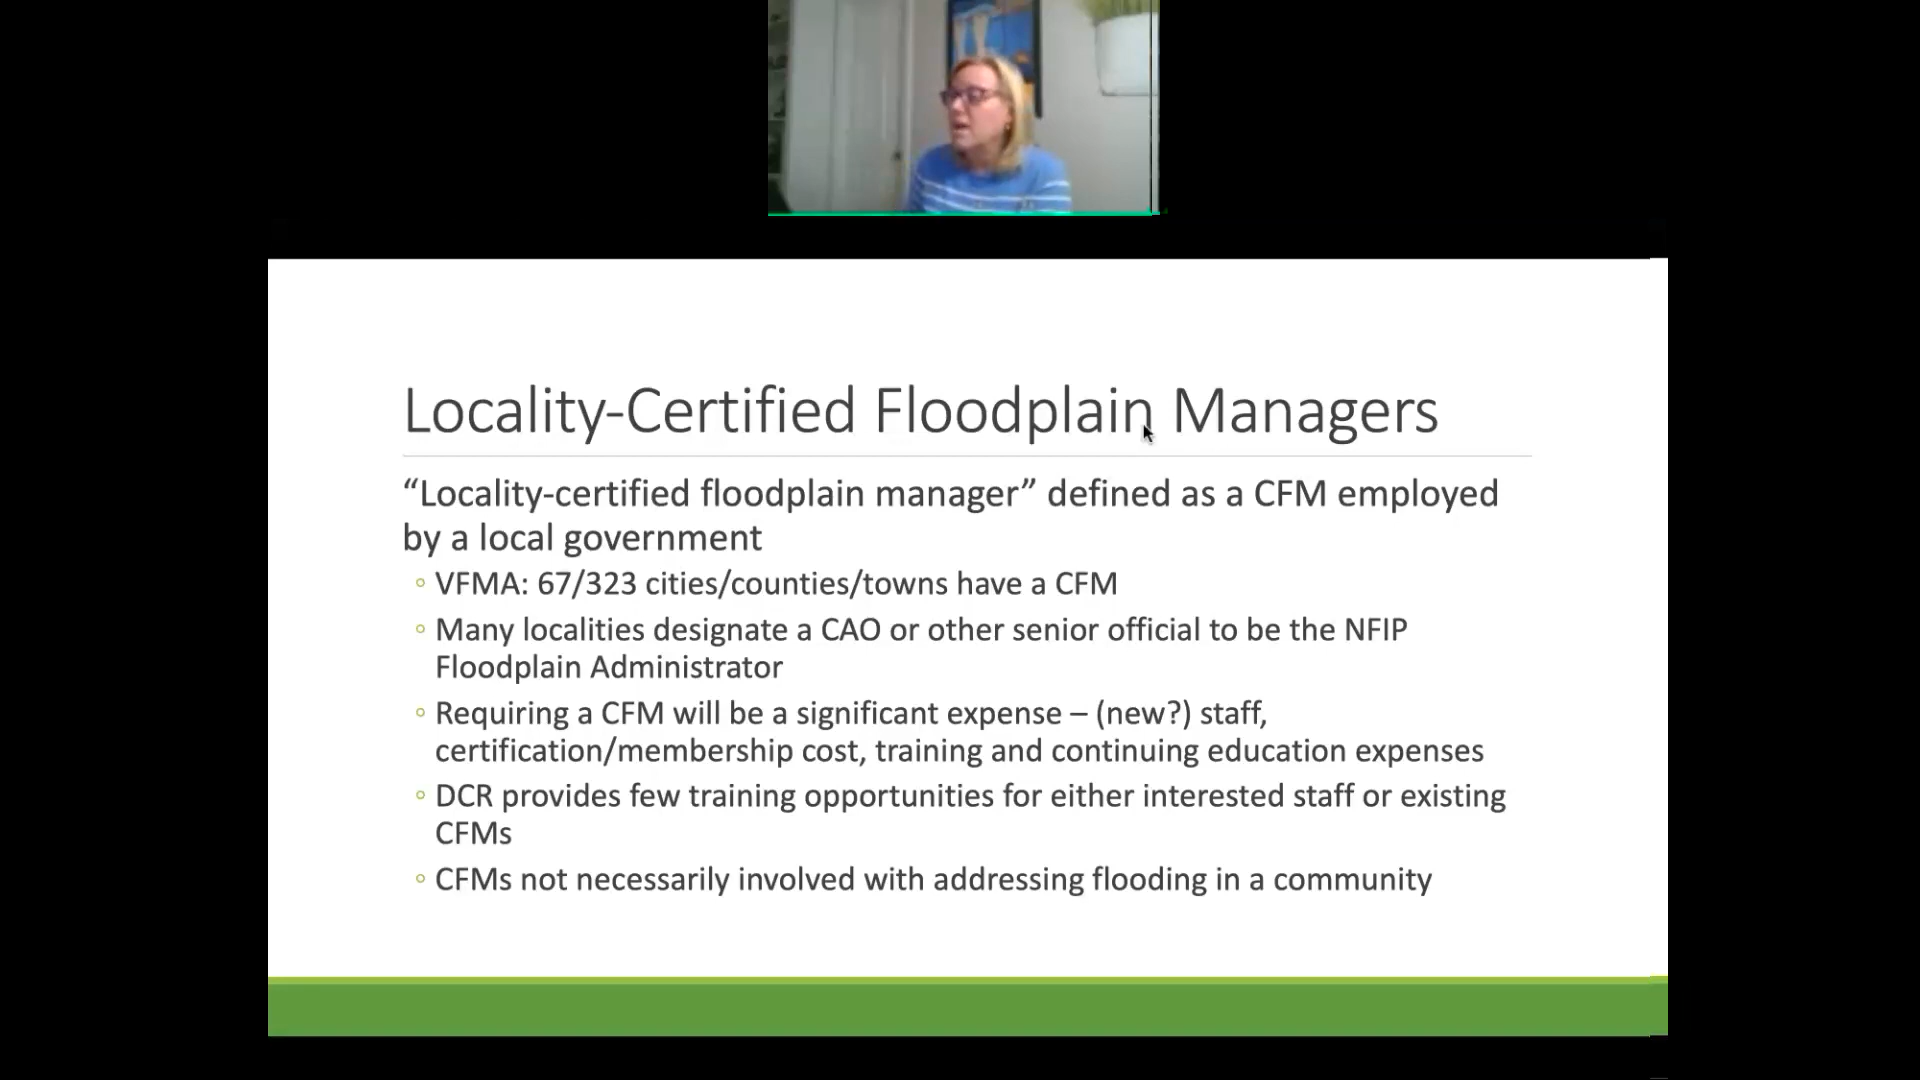 Locality-Certified Floodplain Managers
“Locality-certified floodplain manager” defined as a CFM employed
by a local government
◦ VFMA: 67/323 cities/counties/towns have a CFM
◦ Many localities designate a CAO or other senior official to be the NFIP
Floodplain Administrator
◦ Requiring a CFM will be a significant expense – (new?) staff,
certification/membership cost, training and continuing education expenses
◦ DCR provides few training opportunities for either interested staff or existing
CFMs
◦ CFMs not necessarily involved with addressing flooding in a community